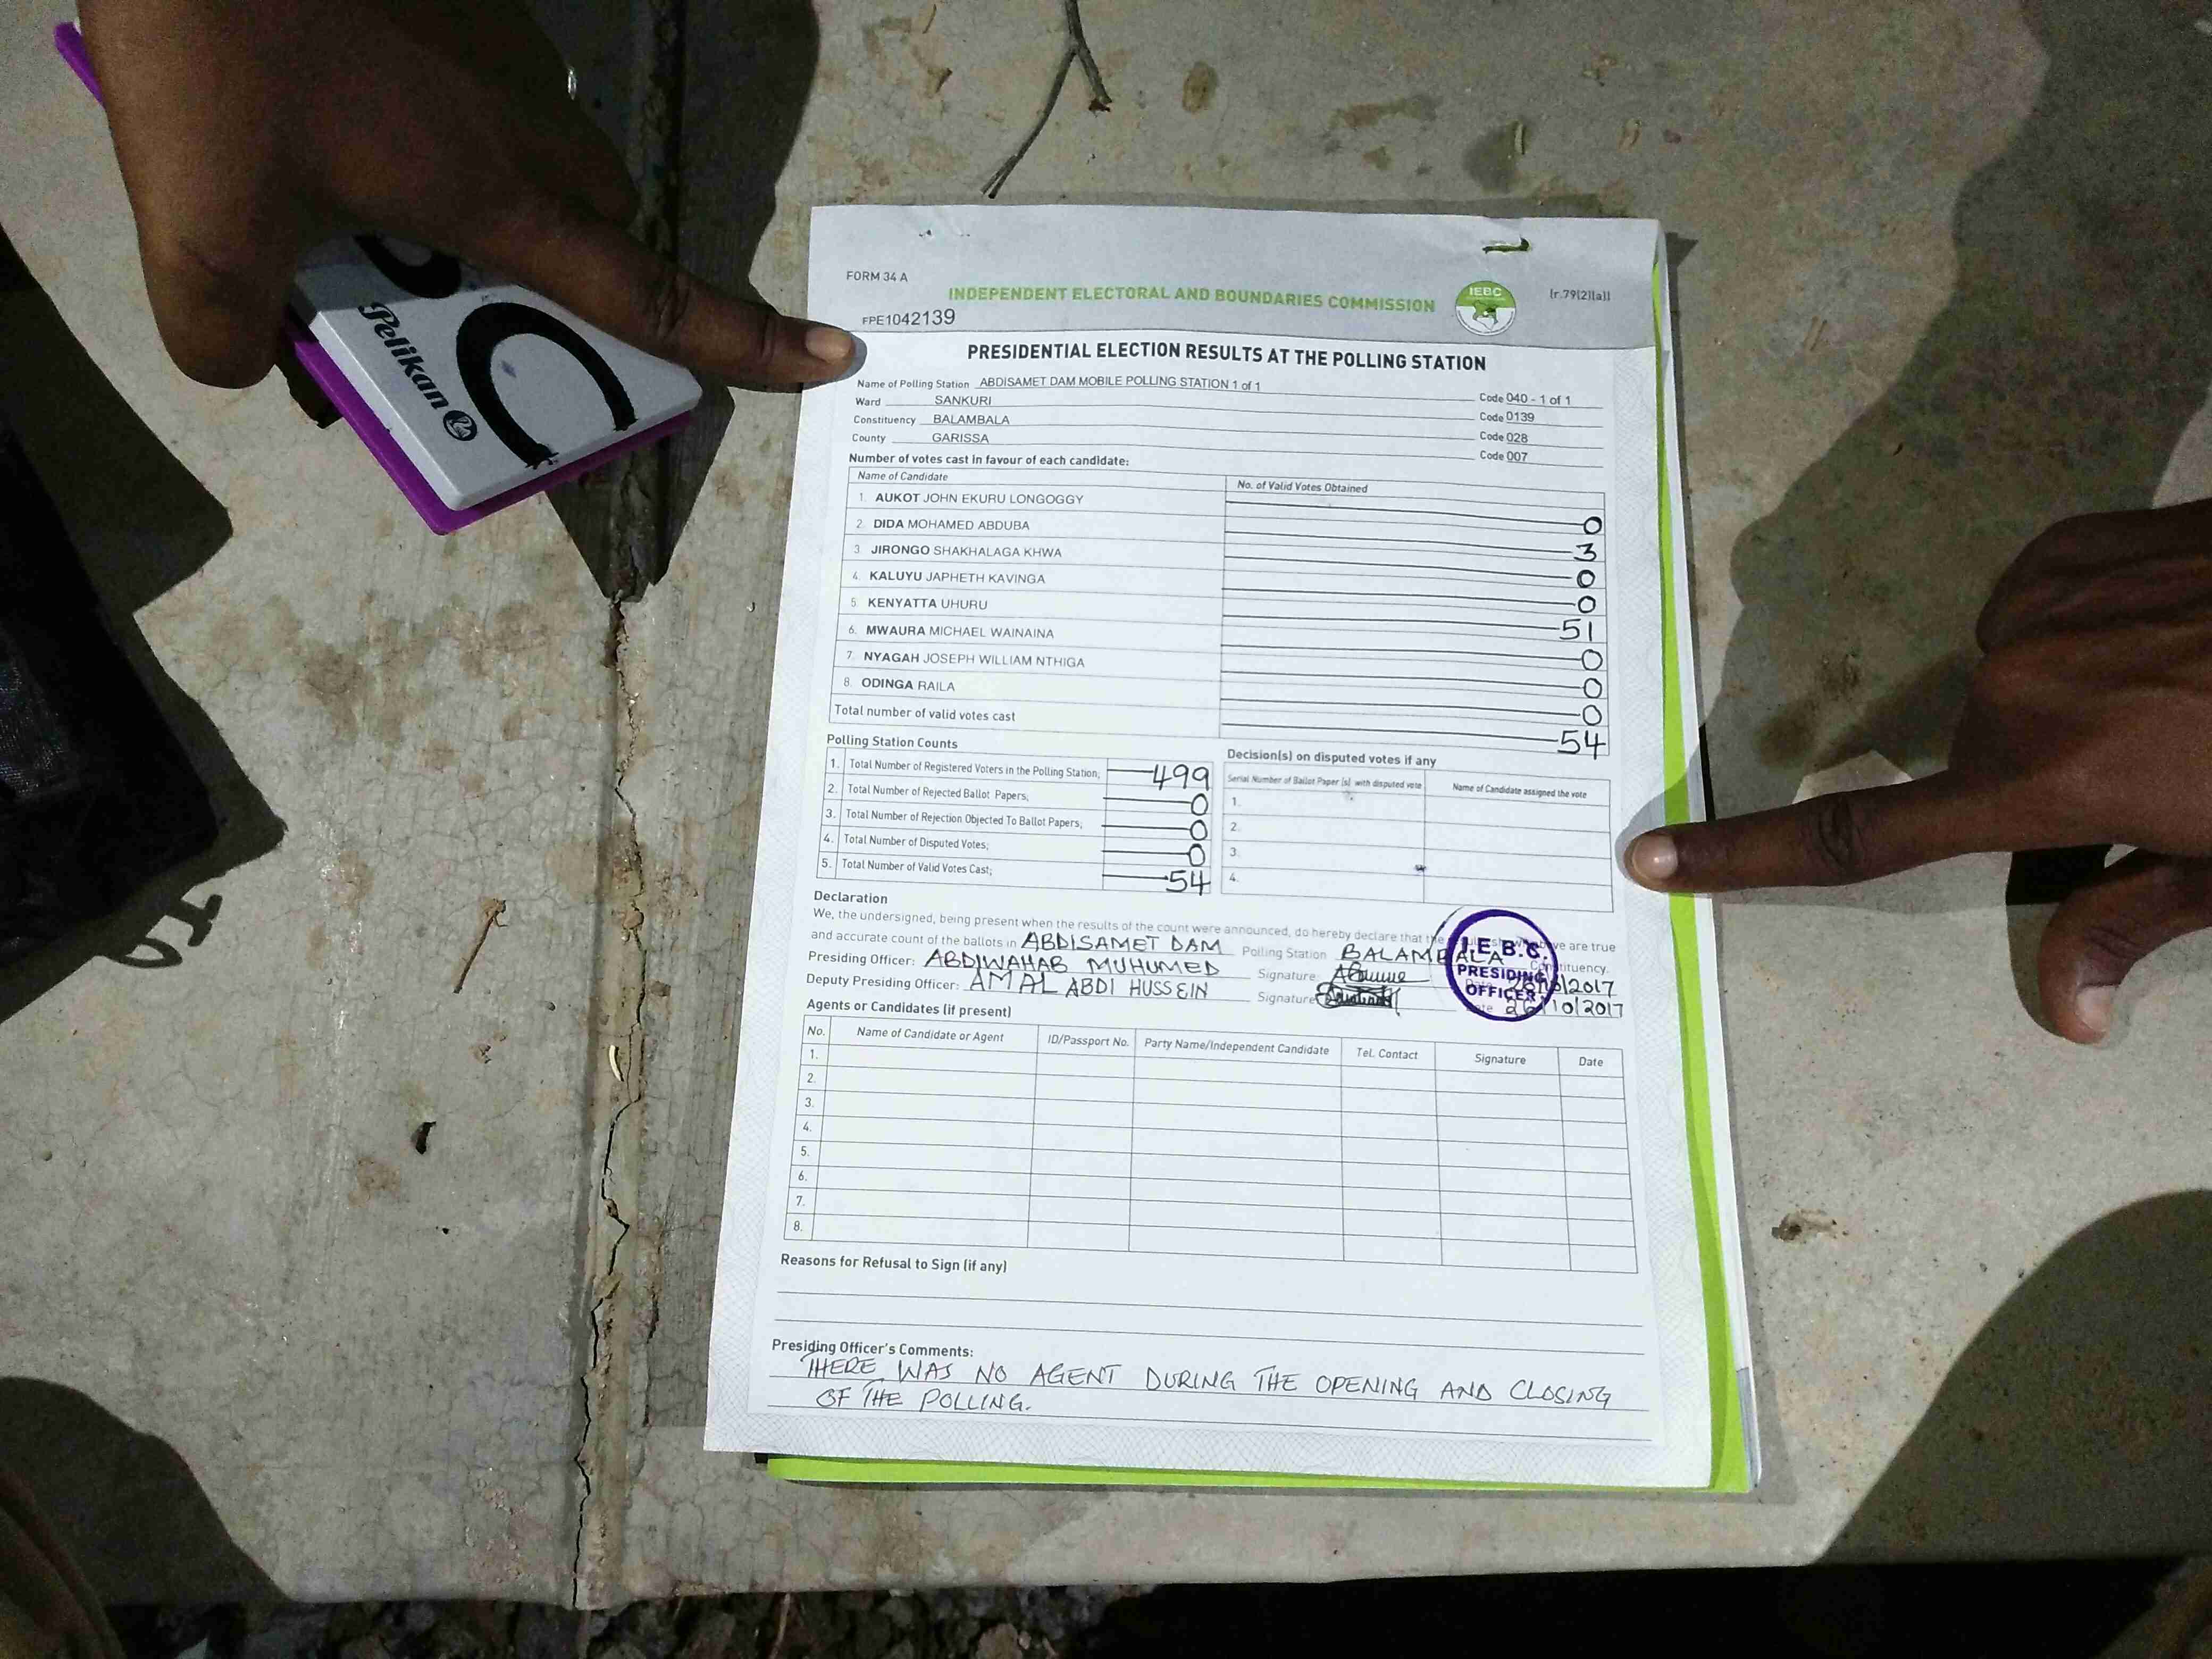 FORM 34 A
INDEPENDENT ELECTORAL AND BOUNDARIES COMMISSION
IEBC
(r.79(2)(a))
FPE1042139
Pelikan
PRESIDENTIAL ELECTION RESULTS AT THE POLLING STATION
Name of Polling Station ABDISAMET DAM MOBILE POLLING STATION 1 of 1 Code 040 - 1 of 1
Ward SANKURI Code 0139
Constituency BALAMBALA Code 028
County GARISSA Code 007
Number of votes cast in favour of each candidate:
Name of Candidate No. of Valid Votes Obtained
1. AUKOT JOHN EKURU LONGOGGY 0
2. DIDA MOHAMED ABDUBA 3
3. JIRONGO SHAKHALAGA KHWA 0
4. KALUYU JAPHETH KAVINGA 0
5. KENYATTA UHURU 51
6. MWAURA MICHAEL WAINAINA 0
7. NYAGAH JOSEPH WILLIAM NTHIGA 0
8. ODINGA RAILA 0
Total number of valid votes cast 54
Polling Station Counts
1. Total Number of Registered Voters in the Polling Station; 499
2. Total Number of Rejected Ballot Papers; 0
3. Total Number of Rejection Objected To Ballot Papers; 0
4. Total Number of Disputed Votes; 0
5. Total Number of Valid Votes Cast; 54
Decision(s) on disputed votes if any
Serial Number of Ballot Paper (s) with disputed vote Name of Candidate assigned the vote
1.
2.
3.
4.
Declaration
We, the undersigned, being present when the results of the count were announced, do hereby declare that the are true
and accurate count of the ballots in ABDISAMET DAM Polling Station BALAMBALA Constituency.
Presiding Officer: ABDIWAHAB MUHUMED Signature 26/10/2017
Deputy Presiding Officer: AMAL ABDI HUSSEIN Signature Date 26/10/2017
I.E.B.C.
PRESIDING
OFFICER
Agents or Candidates (if present)
No. Name of Candidate or Agent ID/Passport No. Party Name/Independent Candidate Tel. Contact Signature Date
1.
2.
3.
4.
5.
6.
7.
8.
Reasons for Refusal to Sign (if any)
Presiding Officer's Comments:
THERE WAS NO AGENT DURING THE OPENING AND CLOSING
OF THE POLLING.